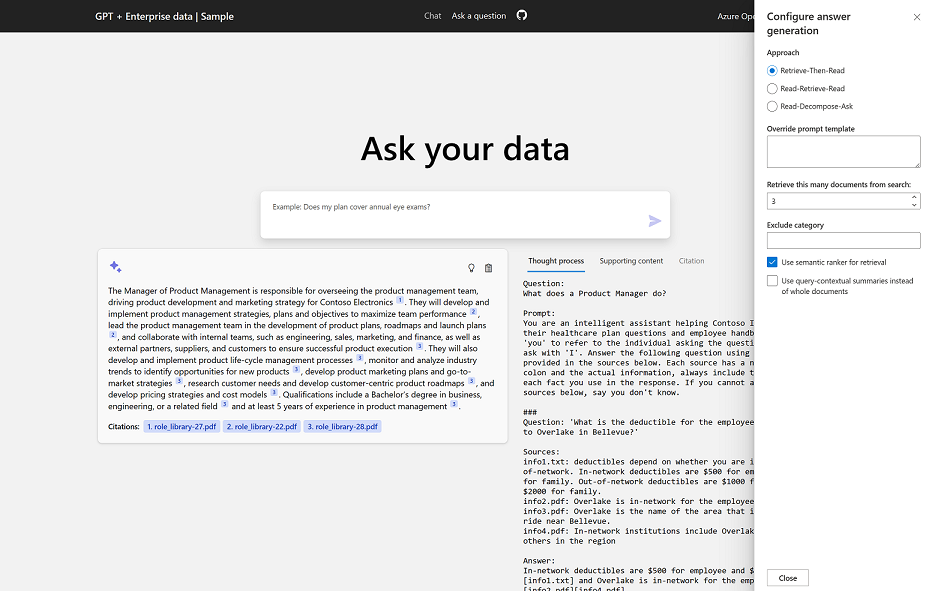 GPT + Enterprise data | Sample
Chat
Ask a question
Azure Ope
Ask your data
Example: Does my plan cover annual eye exams?
The Manager of Product Management is responsible for overseeing the product management team,
driving product development and marketing strategy for Contoso Electronics 1 . They will develop and
implement product management strategies, plans and objectives to maximize team performance 2 ,
lead the product management team in the development of product plans, roadmaps and launch plans
2 , and collaborate with internal teams, such as engineering, sales, marketing, and finance, as well as
external partners, suppliers, and customers to ensure successful product execution 3 . They will also
develop and implement product life-cycle management processes 3 , monitor and analyze industry
trends to identify opportunities for new products 3 , develop product marketing plans and go-to-
market strategies 3 , research customer needs and develop customer-centric product roadmaps 3 , and
develop pricing strategies and cost models 3 . Qualifications include a Bachelor's degree in business,
engineering, or a related field 3 and at least 5 years of experience in product management 3 .
Citations: 1. role_library-27.pdf 2. role_library-22.pdf 3. role_library-28.pdf
Thought process
Supporting content
Citation
Question:
What does a Product Manager do?
Prompt:
You are an intelligent assistant helping Contoso I
their healthcare plan questions and employee handb
'you' to refer to the individual asking the questi
ask with 'I'. Answer the following question using
provided in the sources below. Each source has a n
colon and the actual information, always include t
each fact you use in the response. If you cannot a
sources below, say you don't know.
###
Question: 'What is the deductible for the employee
to Overlake in Bellevue?'
Sources:
info1.txt: deductibles depend on whether you are i
of-network. In-network deductibles are $500 for em
for family. Out-of-network deductibles are $1000 f
$2000 for family.
info2.pdf: Overlake is in-network for the employee
info3.pdf: Overlake is the name of the area that i
ride near Bellevue.
info4.pdf: In-network institutions include Overlak
others in the region
Answer:
In-network deductibles are $500 for employee and $
[info1.txt] and Overlake is in-network for the emp
[info2.pdf][info4.pdf]
Configure answer
generation
Approach
Retrieve-Then-Read
Read-Retrieve-Read
Read-Decompose-Ask
Override prompt template
Retrieve this many documents from search:
3
Exclude category
Use semantic ranker for retrieval
Use query-contextual summaries instead
of whole documents
Close